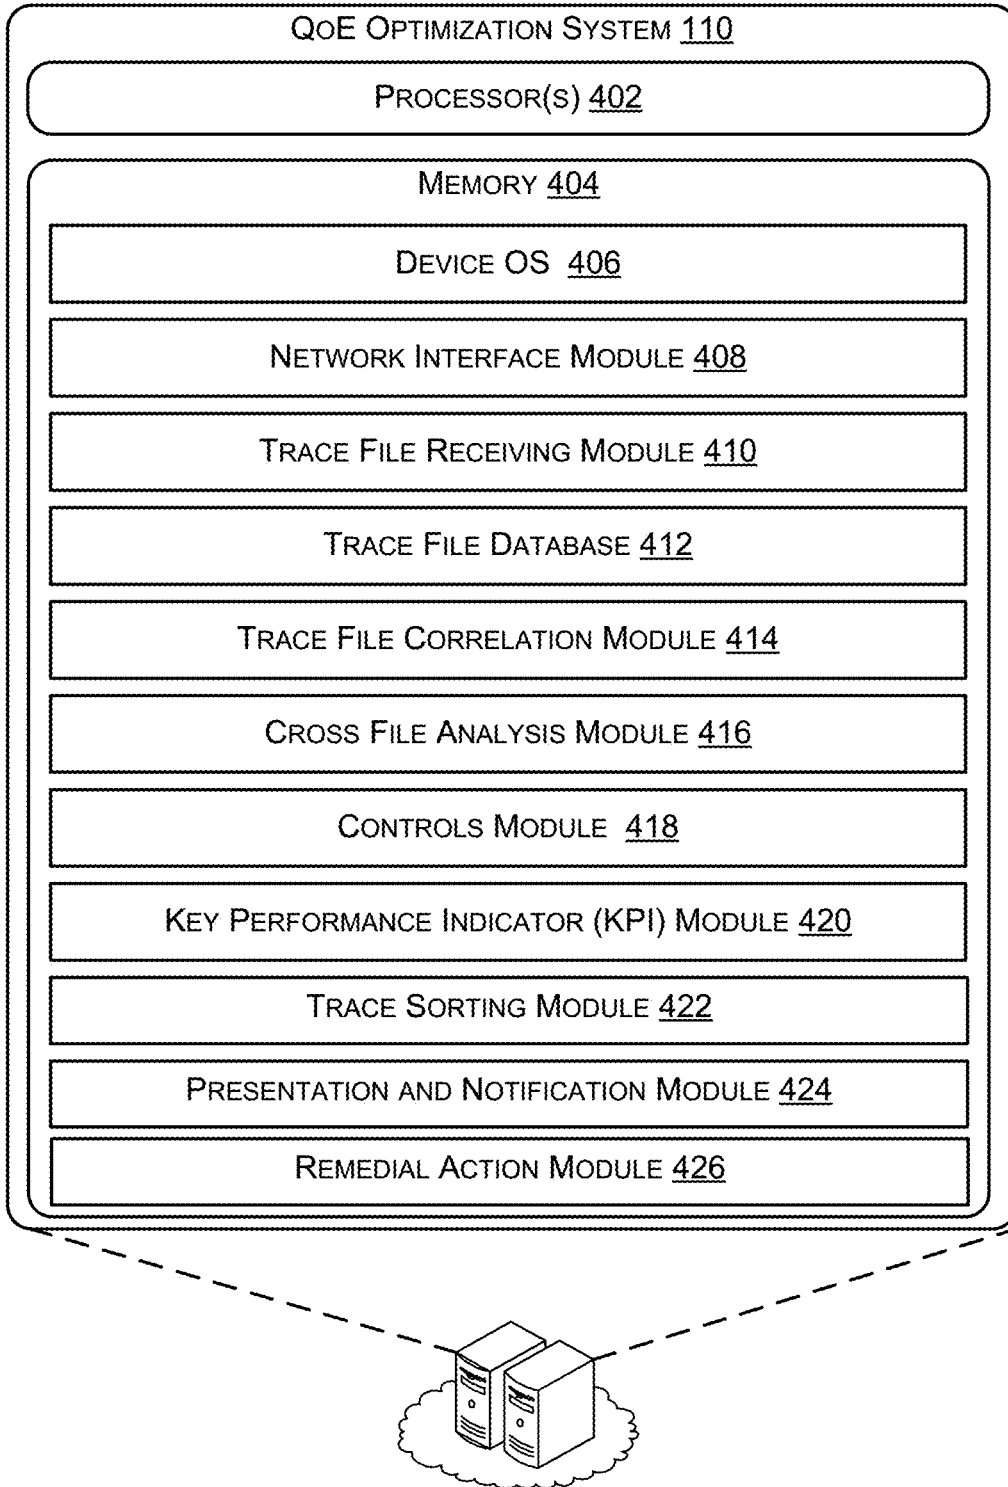 QoE Optimization System 110
Processor(s) 402
Memory 404
Device OS 406
Network Interface Module 408
Trace File Receiving Module 410
Trace File Database 412
Trace File Correlation Module 414
Cross File Analysis Module 416
Controls Module 418
Key Performance Indicator (KPI) Module 420
Trace Sorting Module 422
Presentation and Notification Module 424
Remedial Action Module 426